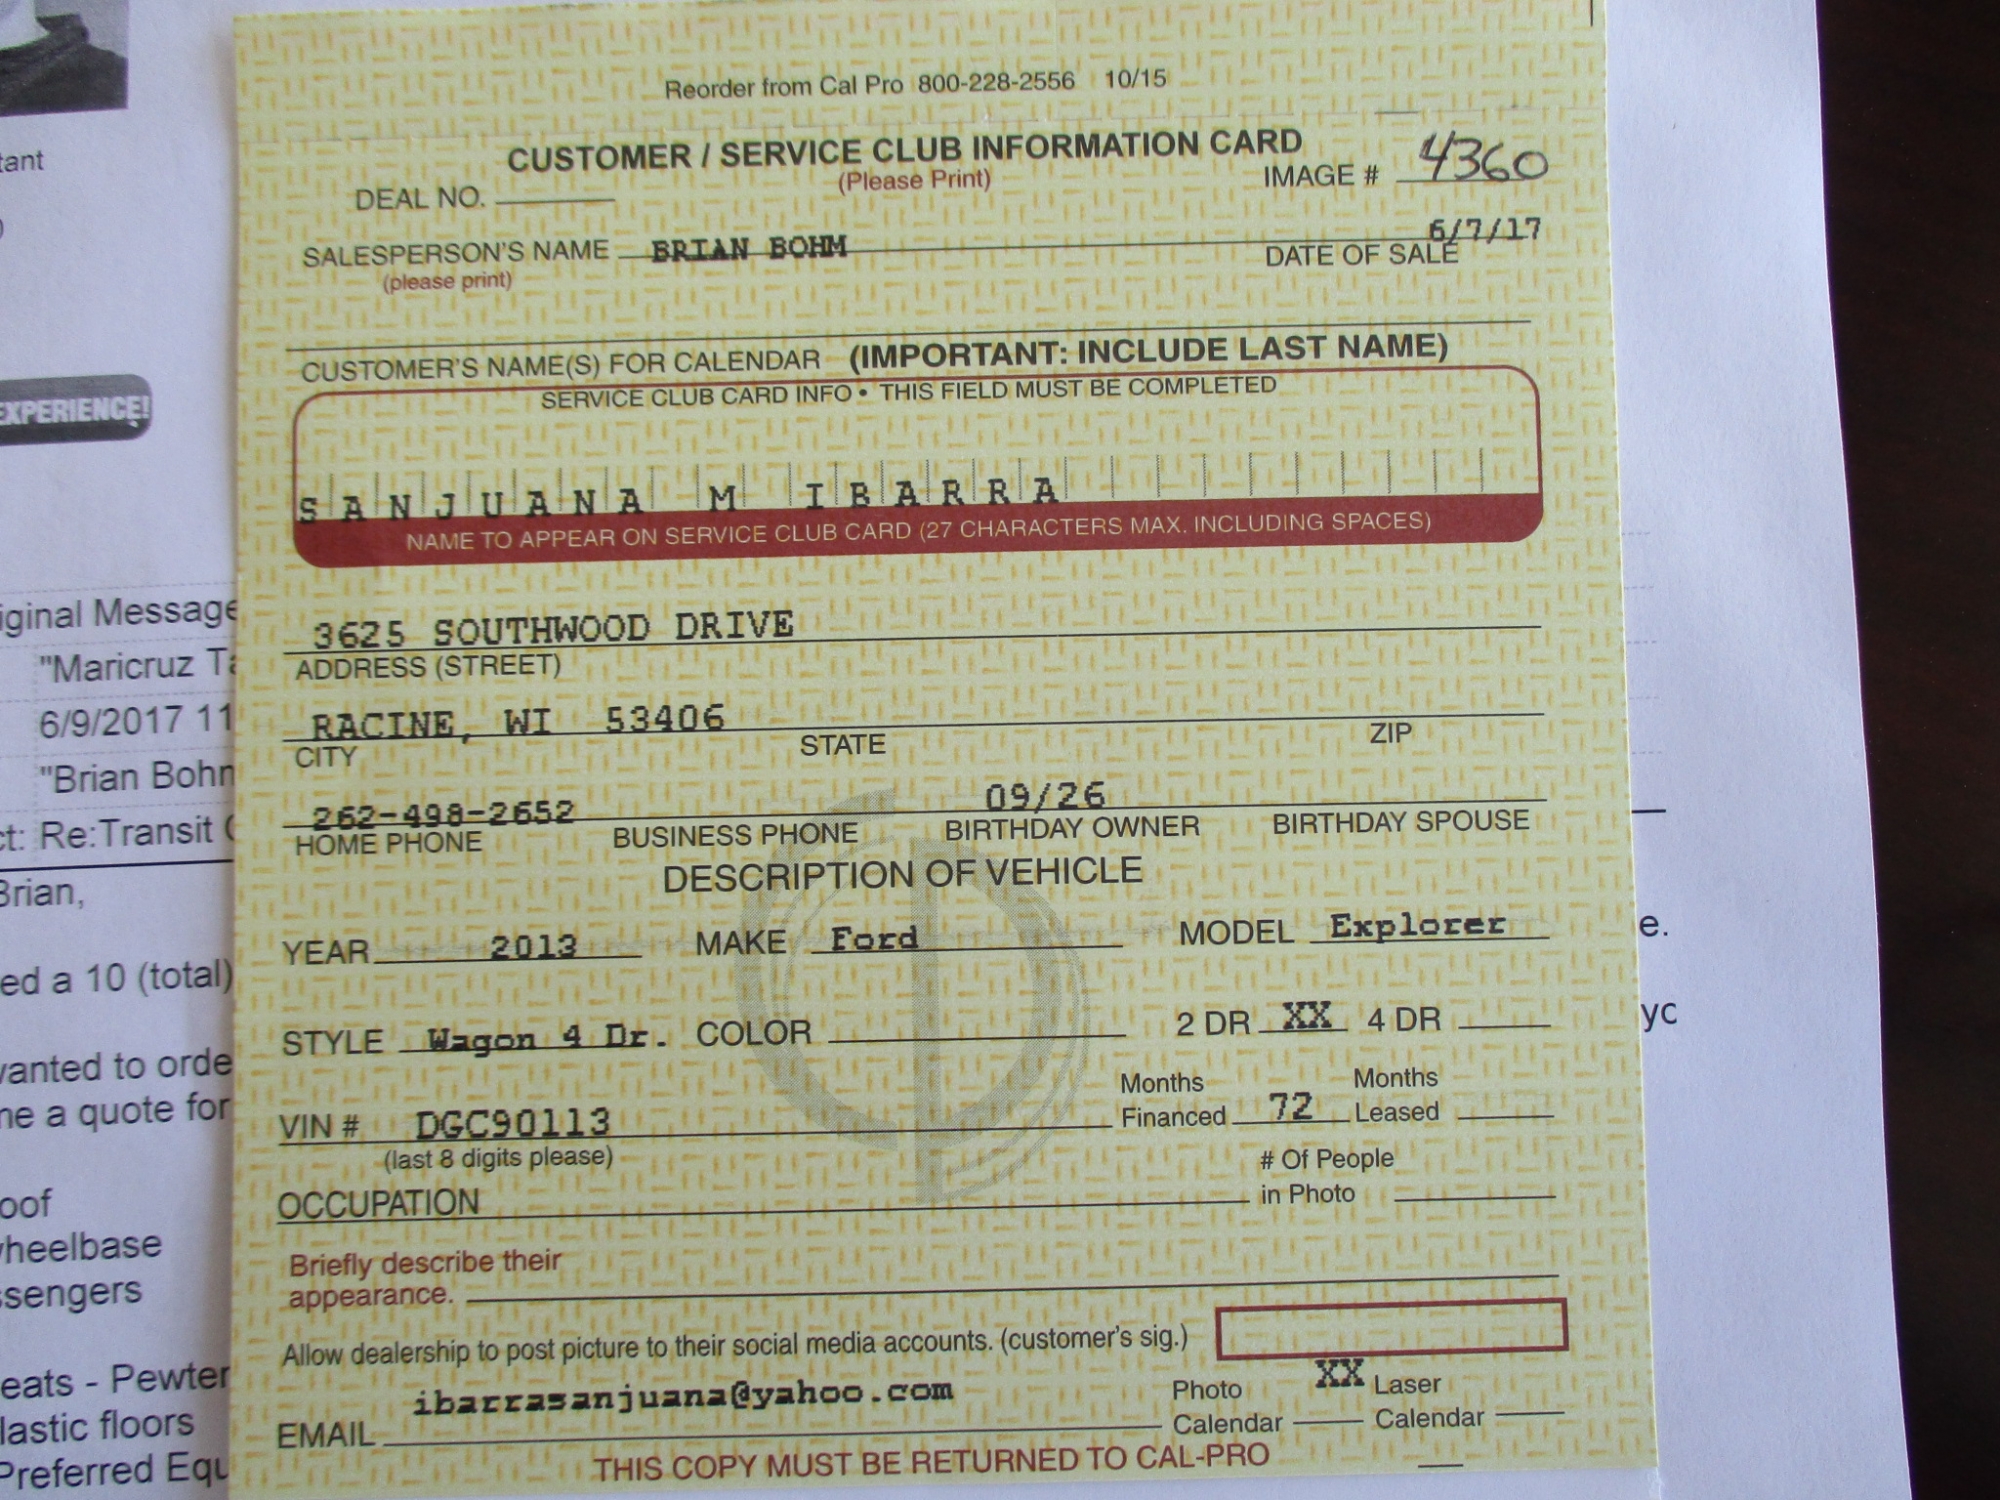 Reorder from Cal Pro 800-228-2556 10/15
CUSTOMER / SERVICE CLUB INFORMATION CARD
(Please Print)
DEAL NO.
IMAGE # 4360
SALESPERSON'S NAME BRIAN BOHM
(please print)
6/7/17
DATE OF SALE
CUSTOMER'S NAME(S) FOR CALENDAR (IMPORTANT: INCLUDE LAST NAME)
SERVICE CLUB CARD INFO • THIS FIELD MUST BE COMPLETED
SANJUANA M IBARRA
NAME TO APPEAR ON SERVICE CLUB CARD (27 CHARACTERS MAX. INCLUDING SPACES)
3625 SOUTHWOOD DRIVE
ADDRESS (STREET)
RACINE, WI 53406
CITY STATE ZIP
262-498-2652 09/26
HOME PHONE BUSINESS PHONE BIRTHDAY OWNER BIRTHDAY SPOUSE
DESCRIPTION OF VEHICLE
YEAR 2013 MAKE Ford MODEL Explorer
STYLE Wagon 4 Dr. COLOR 2 DR XX 4 DR
VIN # DGC90113
(last 8 digits please)
Months Financed 72 Months Leased
OCCUPATION
# Of People in Photo
Briefly describe their
appearance.
Allow dealership to post picture to their social media accounts. (customer's sig.)
EMAIL ibarrasanjuana@yahoo.com
Photo Calendar XX Laser Calendar
THIS COPY MUST BE RETURNED TO CAL-PRO
tant
)
EXPERIENCE!
iginal Message
"Maricruz Ta
6/9/2017 11
"Brian Bohn
ct: Re:Transit
Brian,
e.
ed a 10 (total)
yc
anted to orde
me a quote for
oof
heelbase
ssengers
eats - Pewter
lastic floors
Preferred Equ